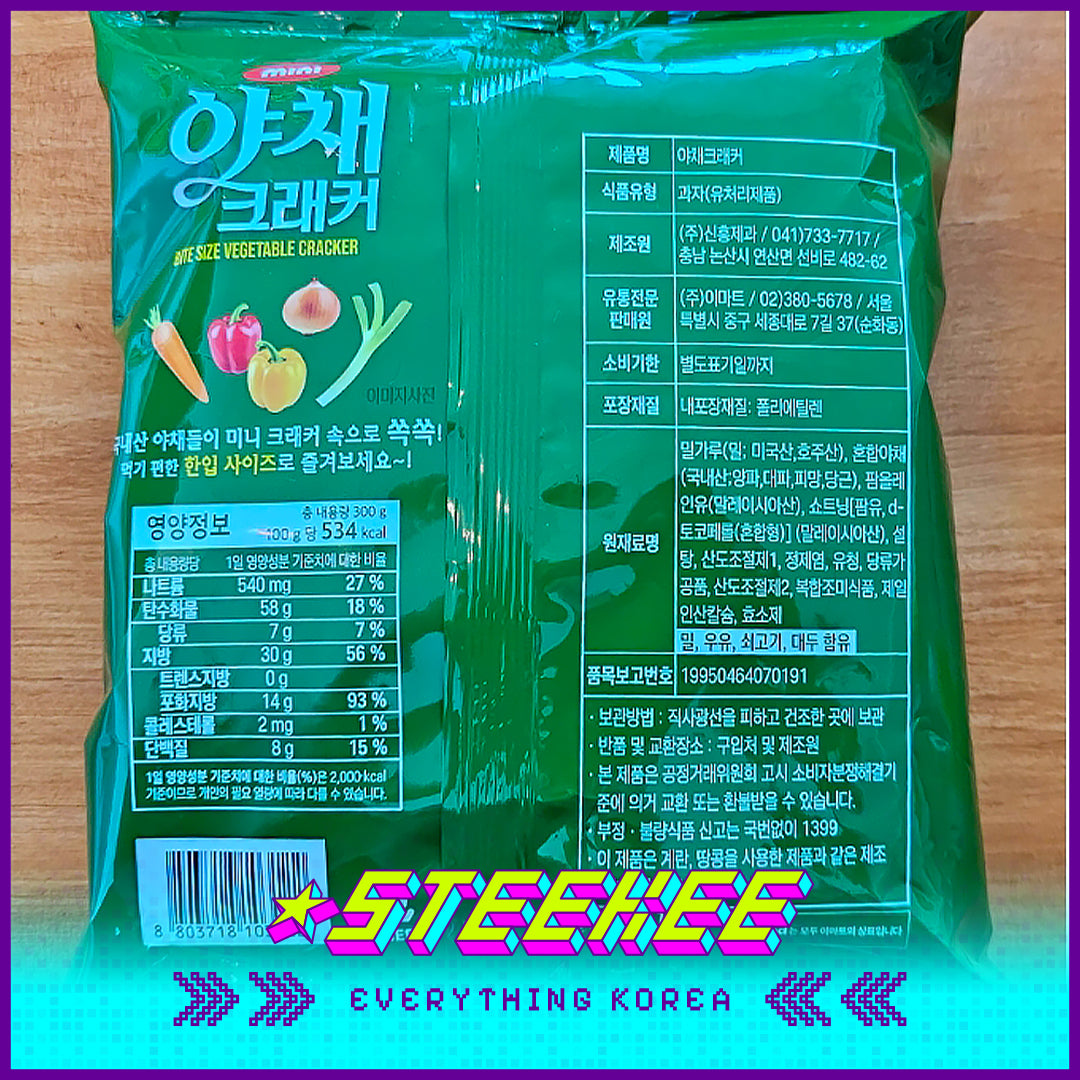 mini
야채
크래커
BITE SIZE VEGETABLE CRACKER
이미지사진
국내산 야채들이 미니 크래커 속으로 쏙쏙!
먹기 편한 한입 사이즈로 즐겨보세요~!
영양정보
총 내용량 300 g
100 g 당 534 kcal
총 내용량당 1일 영양성분 기준치에 대한 비율
나트륨 540 mg 27 %
탄수화물 58 g 18 %
당류 7 g 7 %
지방 30 g 56 %
트랜스지방 0 g
포화지방 14 g 93 %
콜레스테롤 2 mg 1 %
단백질 8 g 15 %
1일 영양성분 기준치에 대한 비율(%)은 2,000 kcal
기준이므로 개인의 필요 열량에 따라 다를 수 있습니다.
8 803718 10
제품명 야채크래커
식품유형 과자(유처리제품)
제조원 (주)신흥제과 / 041)733-7717 /
충남 논산시 연산면 선비로 482-62
유통전문
판매원
(주)이마트 / 02)380-5678 / 서울
특별시 중구 세종대로 7길 37(순화동)
소비기한 별도표기일까지
포장재질 내포장재질: 폴리에틸렌
원재료명
밀가루(밀: 미국산,호주산), 혼합야채
(국내산;양파,대파,피망,당근), 팜올레
인유(말레이시아산), 쇼트닝[팜유, d-
토코페롤(혼합형)] (말레이시아산), 설
탕, 산도조절제1, 정제염, 유청, 당류가
공품, 산도조절제2, 복합조미식품, 제일
인산칼슘, 효소제
밀, 우유, 쇠고기, 대두 함유
품목보고번호 19950464070191
· 보관방법 : 직사광선을 피하고 건조한 곳에 보관
· 반품 및 교환장소 : 구입처 및 제조원
· 본 제품은 공정거래위원회 고시 소비자분쟁해결기
준에 의거 교환 또는 환불받을 수 있습니다.
· 부정 · 불량식품 신고는 국번없이 1399
· 이 제품은 계란, 땅콩을 사용한 제품과 같은 제조
는 모두 이마트의 상표입니다
STEEKEE
EVERYTHING KOREA